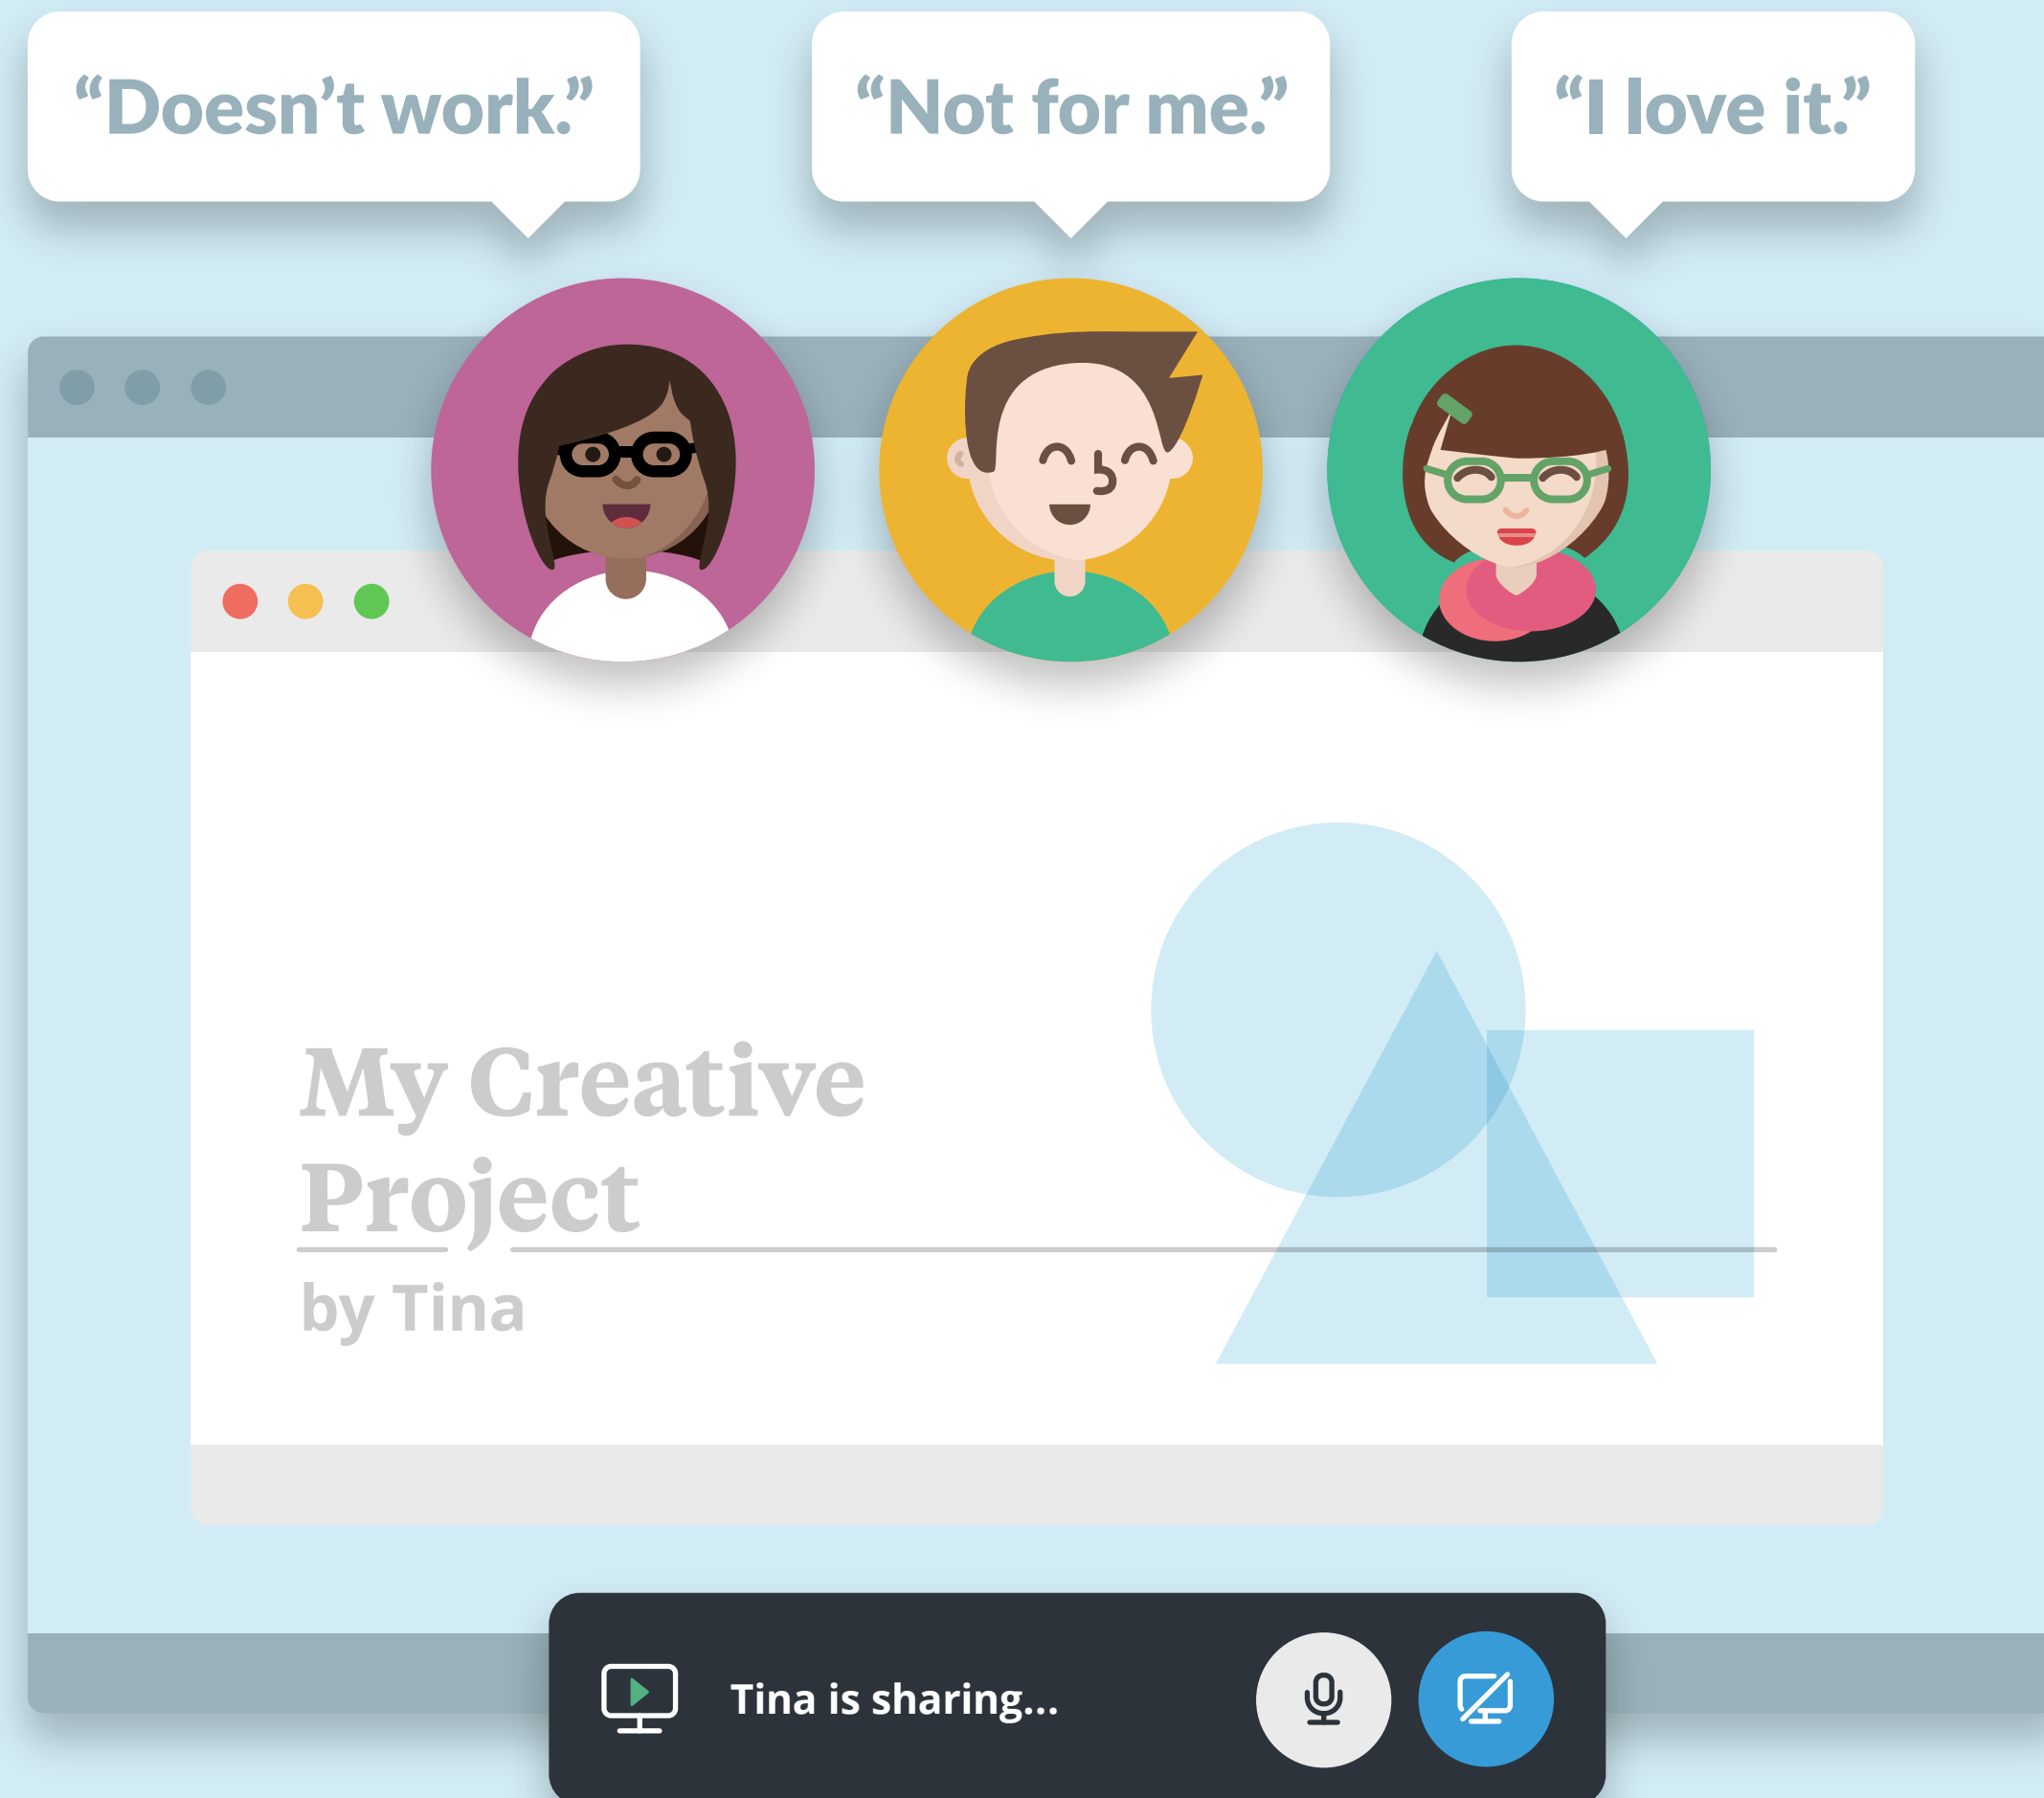 “Doesn’t work.”
“Not for me.”
“I love it.”
My Creative
Project
by Tina
Tina is sharing...